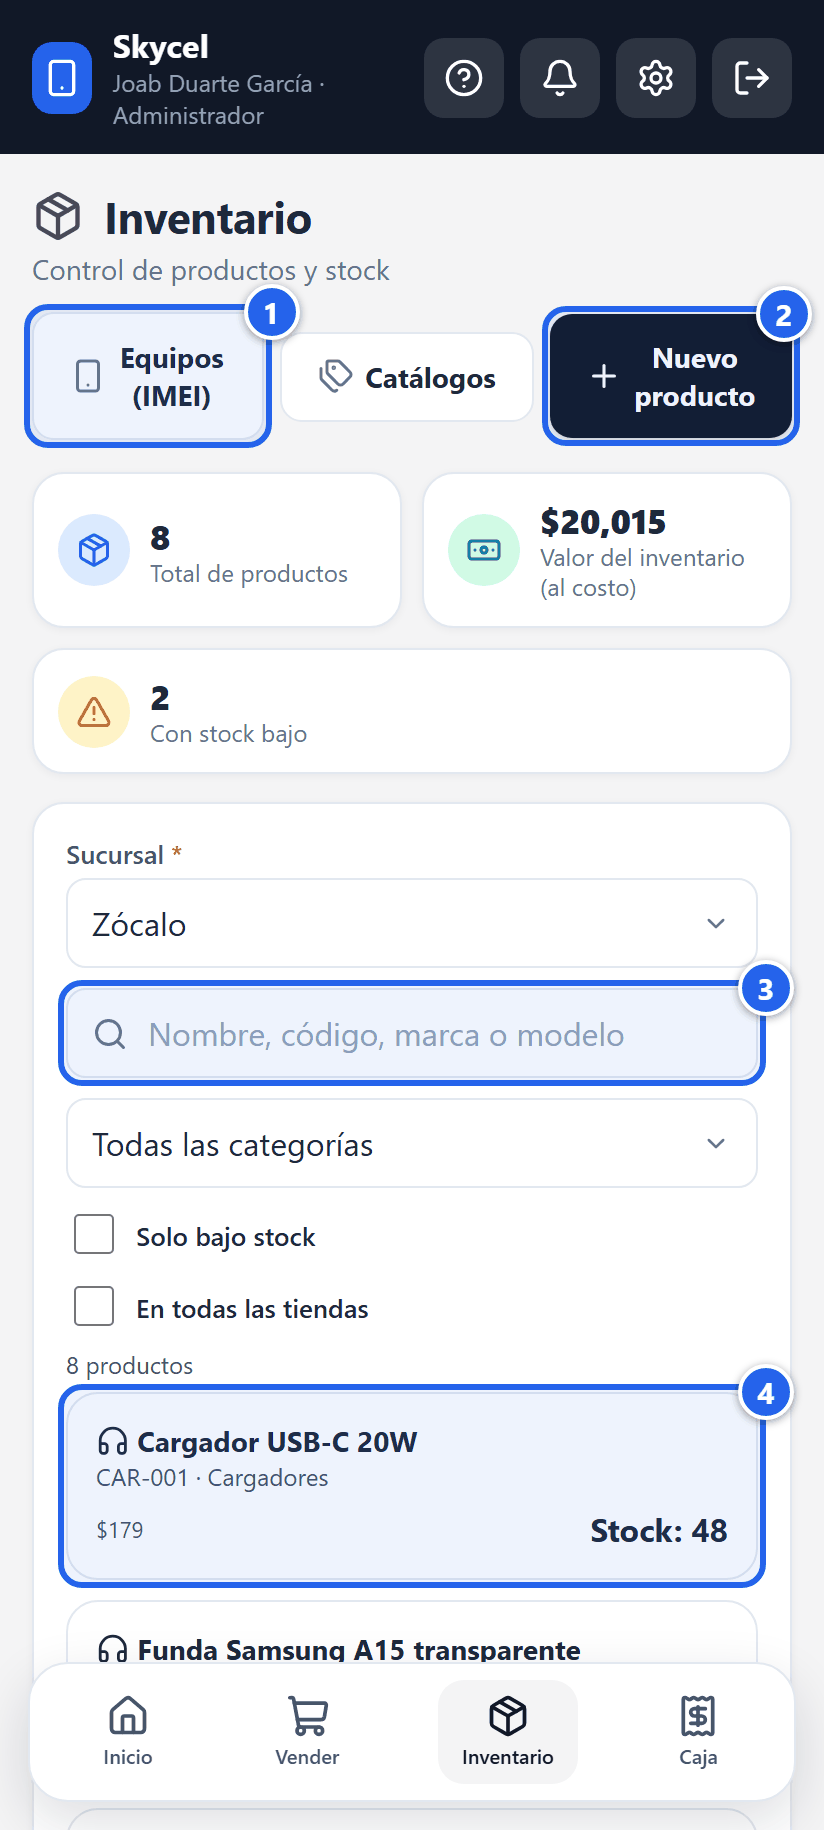 Skycel
Joab Duarte García ·
Administrador
Inventario
Control de productos y stock
1
2
Equipos
(IMEI)
Catálogos
Nuevo
producto
8
Total de productos
$20,015
Valor del inventario
(al costo)
2
Con stock bajo
Sucursal *
Zócalo
3
Nombre, código, marca o modelo
Todas las categorías
Solo bajo stock
En todas las tiendas
8 productos
4
Cargador USB-C 20W
CAR-001 · Cargadores
$179
Stock: 48
Funda Samsung A15 transparente
Inicio
Vender
Inventario
Caja